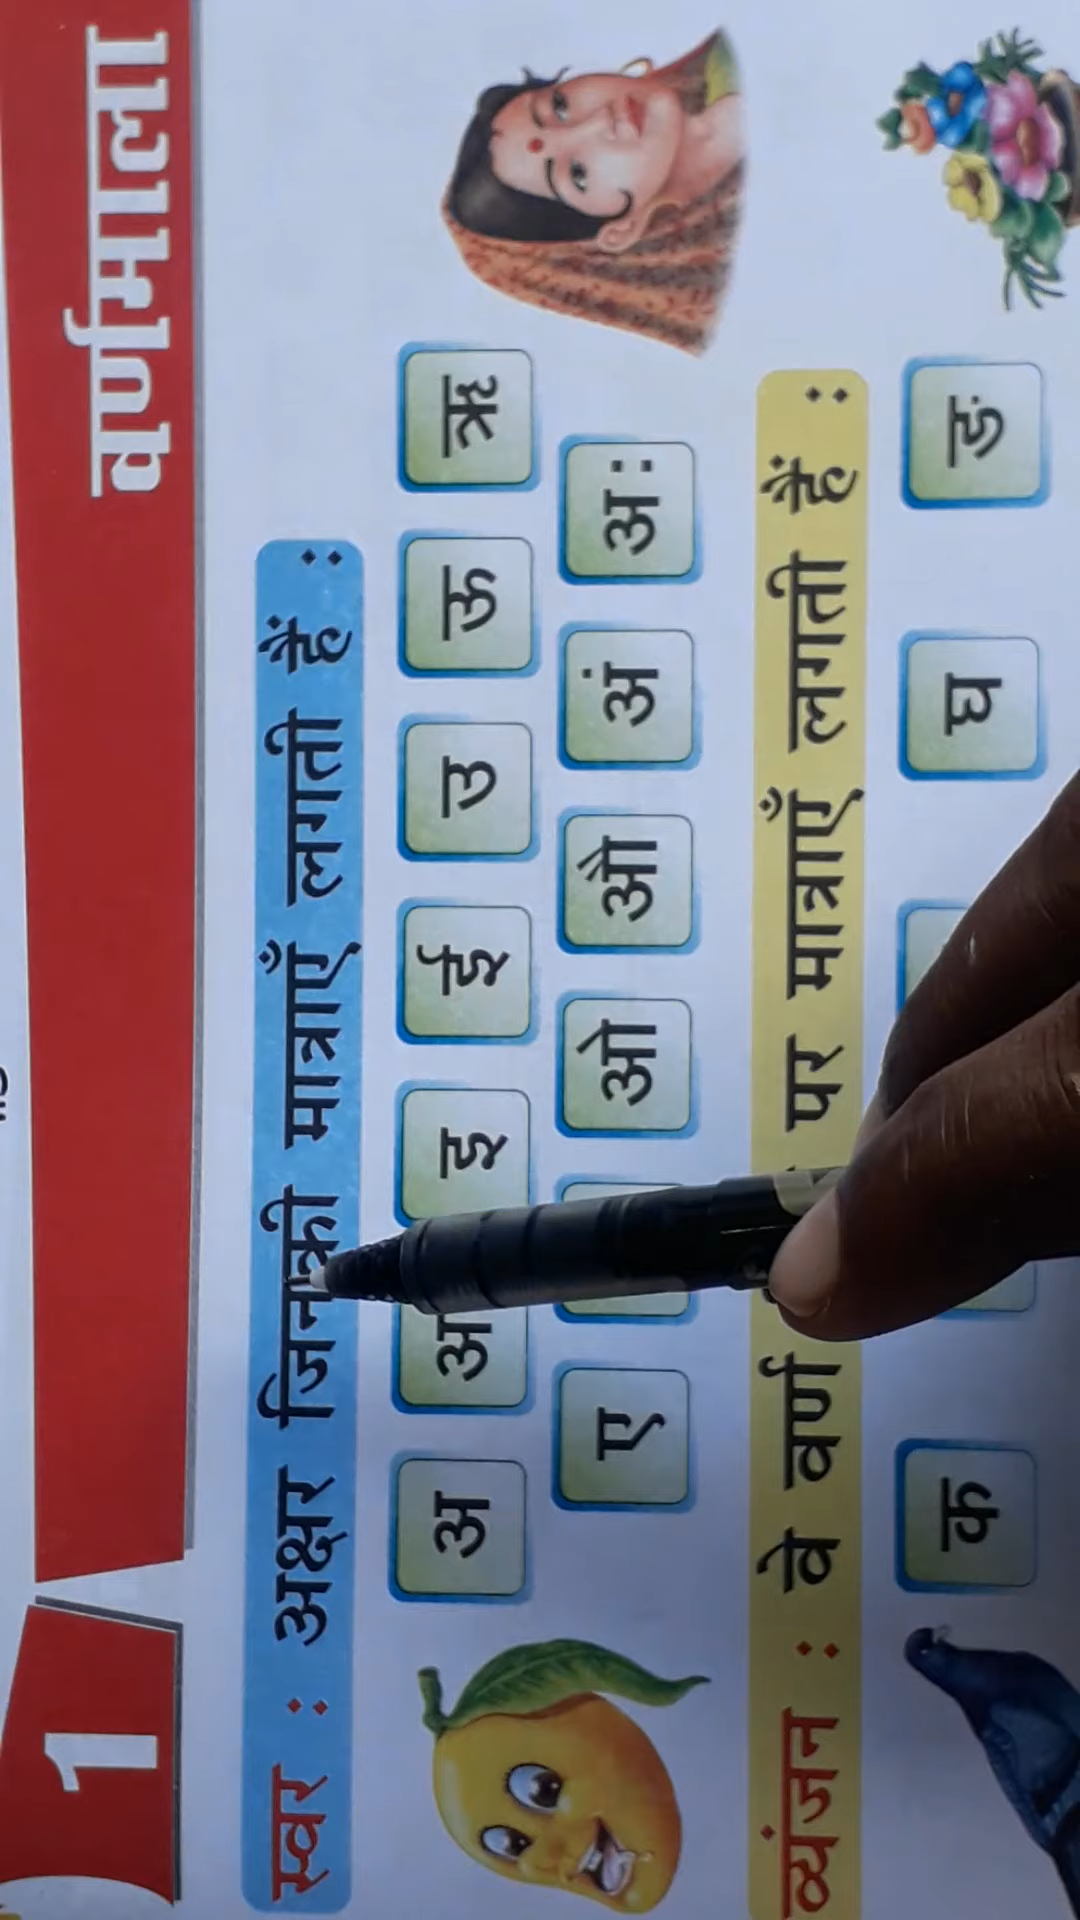 1 वर्णमाला
स्वर : अक्षर जिनकी मात्राएँ लगती हैं :
अ इ ई उ ऊ ऋ
ए ओ औ अं अः
व्यंजन : वे वर्ण पर मात्राएँ लगती हैं :
क घ ङ